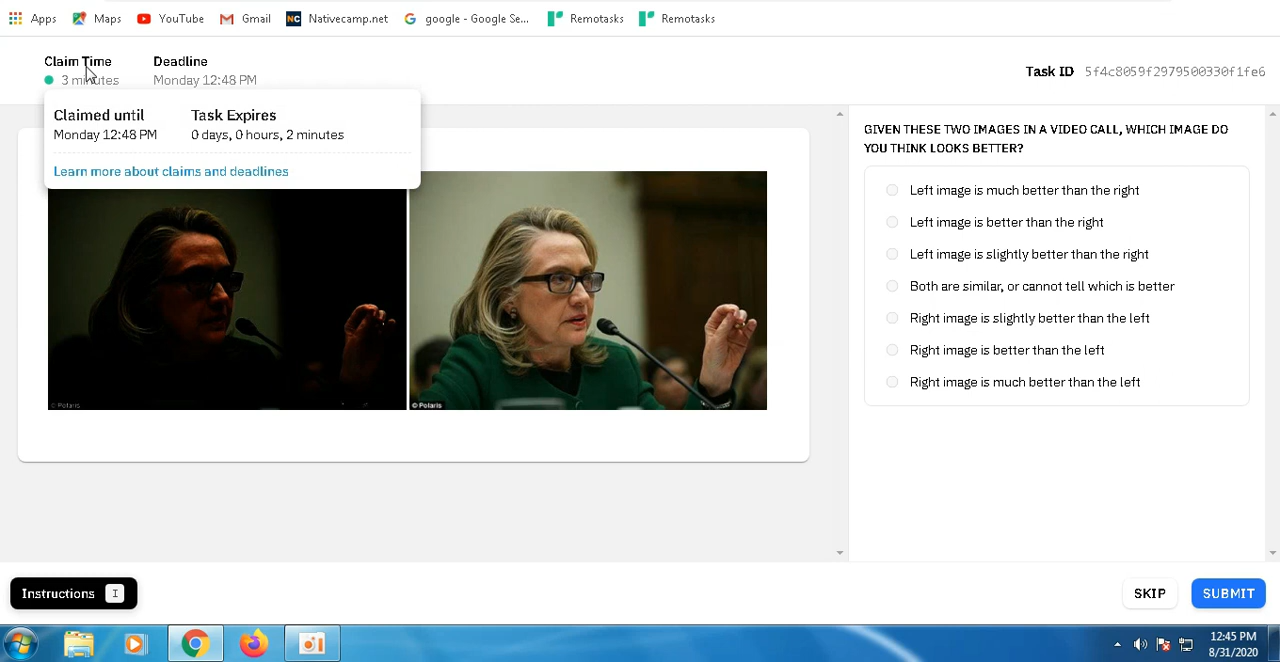 Apps Maps YouTube Gmail NC Nativecamp.net google - Google Se... Remotasks Remotasks
Claim Time Deadline
3 minutes Monday 12:48 PM
Task ID 5f4c8059f2979500330f1fe6
Claimed until Task Expires
Monday 12:48 PM 0 days, 0 hours, 2 minutes
Learn more about claims and deadlines
© Polaris © Polaris
GIVEN THESE TWO IMAGES IN A VIDEO CALL, WHICH IMAGE DO
YOU THINK LOOKS BETTER?
Left image is much better than the right
Left image is better than the right
Left image is slightly better than the right
Both are similar, or cannot tell which is better
Right image is slightly better than the left
Right image is better than the left
Right image is much better than the left
Instructions I
SKIP SUBMIT
12:45 PM
8/31/2020